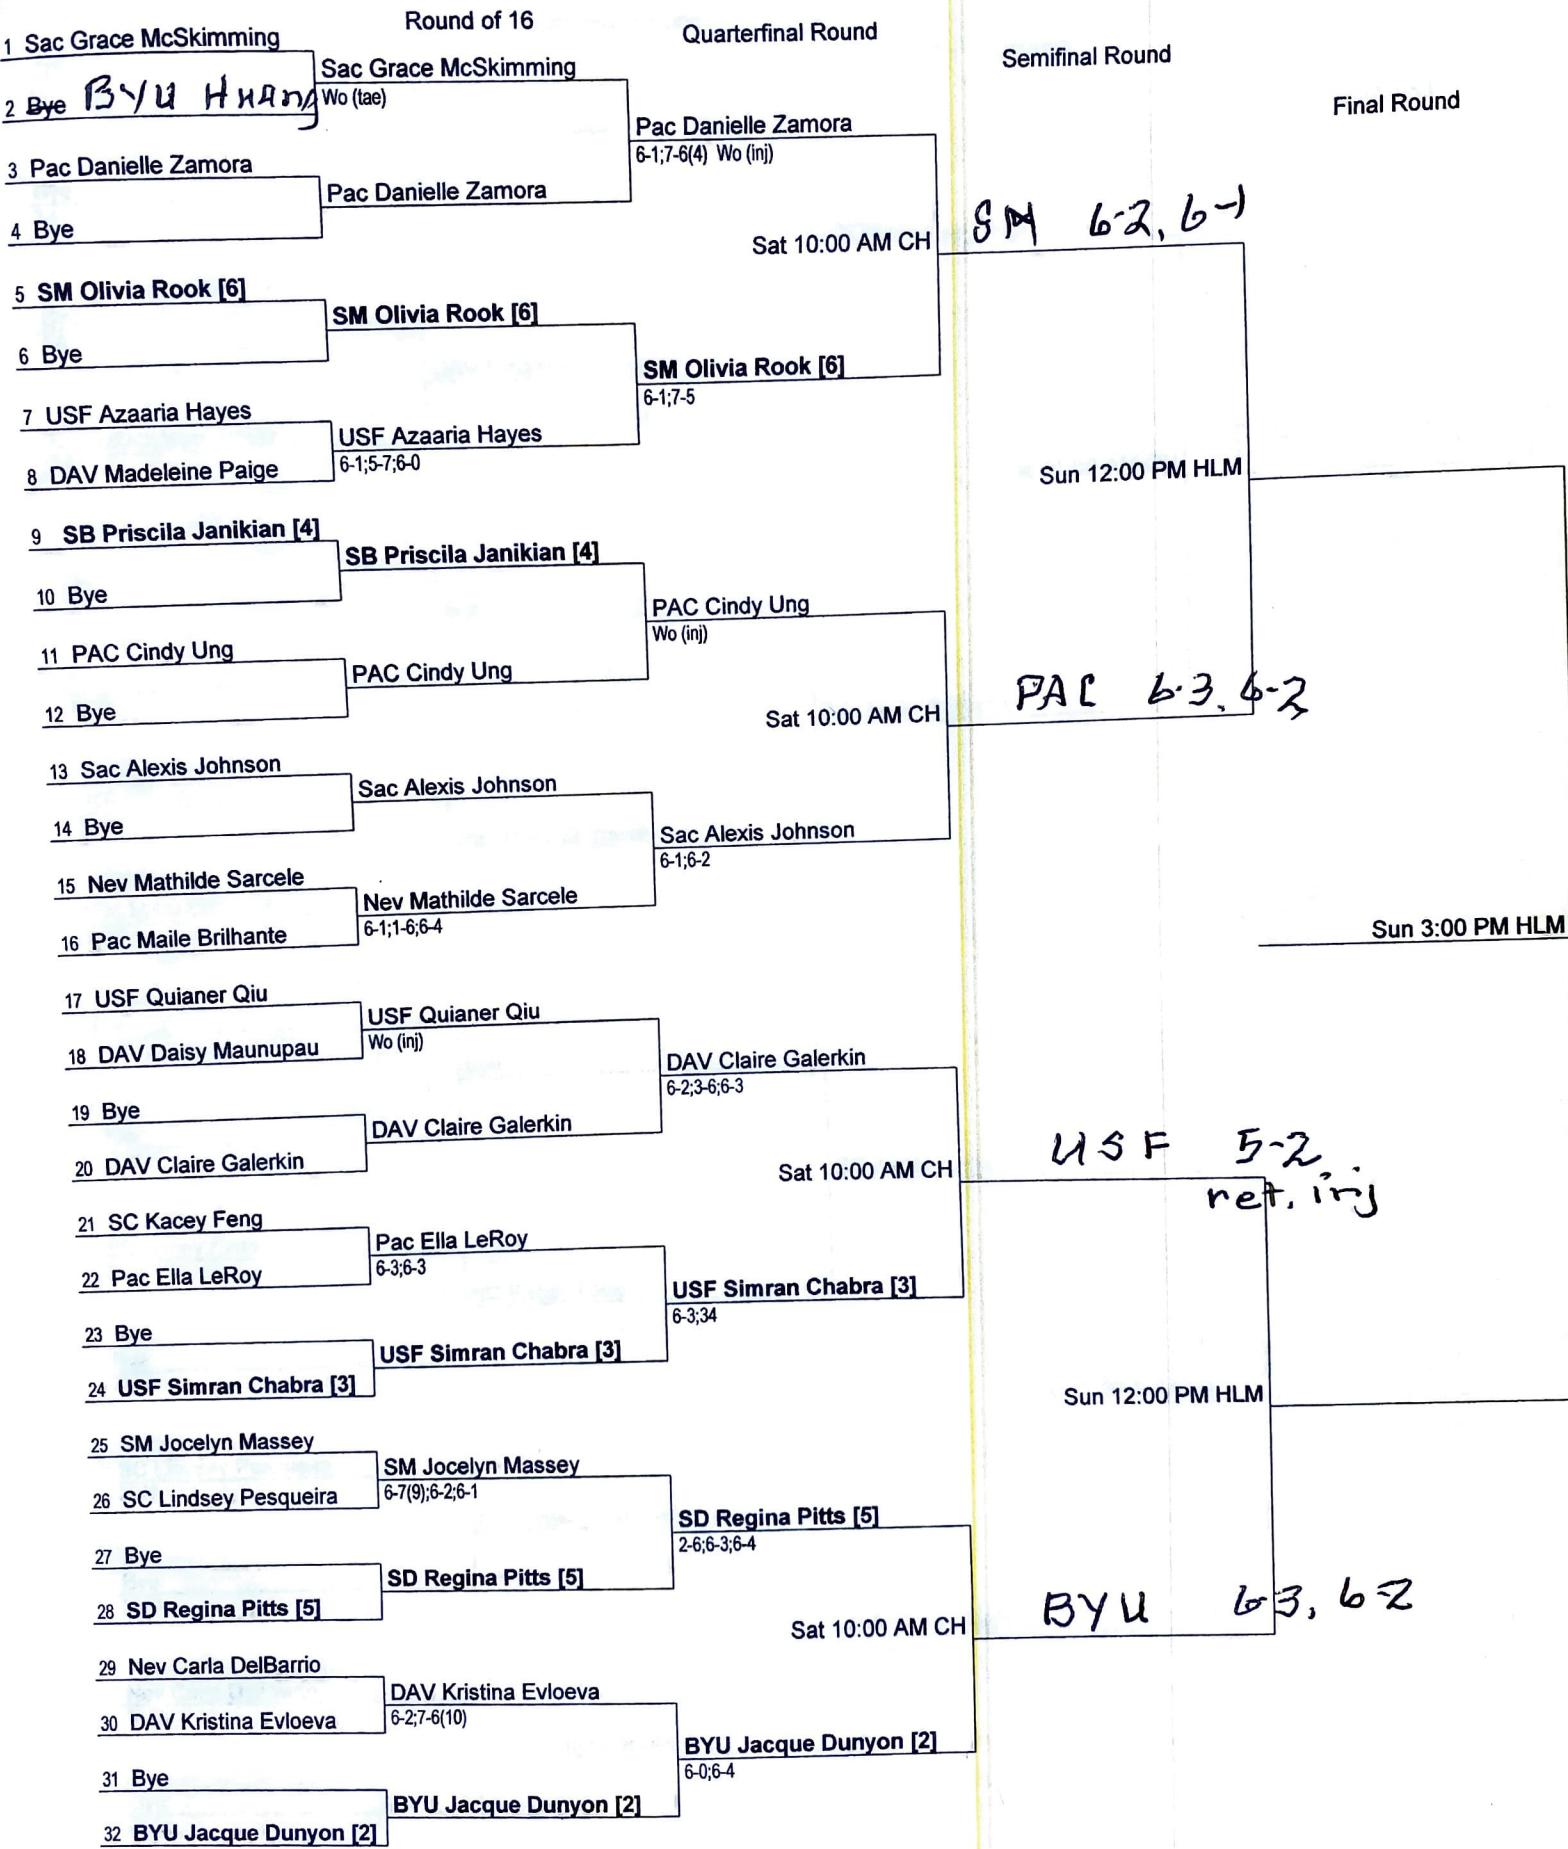 Round of 16
Quarterfinal Round
Semifinal Round
Final Round
1 Sac Grace McSkimming
2 Bye BYU Huang
Sac Grace McSkimming
Wo (tae)
3 Pac Danielle Zamora
4 Bye
Pac Danielle Zamora
Pac Danielle Zamora
6-1;7-6(4) Wo (inj)
5 SM Olivia Rook [6]
6 Bye
SM Olivia Rook [6]
7 USF Azaaria Hayes
8 DAV Madeleine Paige
USF Azaaria Hayes
6-1;5-7;6-0
SM Olivia Rook [6]
6-1;7-5
Sat 10:00 AM CH
SM 6-2, 6-1
9 SB Priscila Janikian [4]
10 Bye
SB Priscila Janikian [4]
11 PAC Cindy Ung
12 Bye
PAC Cindy Ung
PAC Cindy Ung
Wo (inj)
13 Sac Alexis Johnson
14 Bye
Sac Alexis Johnson
15 Nev Mathilde Sarcele
16 Pac Maile Brilhante
Nev Mathilde Sarcele
6-1;1-6;6-4
Sac Alexis Johnson
6-1;6-2
Sat 10:00 AM CH
PAC 6-3, 6-2
Sun 12:00 PM HLM
Sun 3:00 PM HLM
17 USF Quianer Qiu
18 DAV Daisy Maunupau
USF Quianer Qiu
Wo (inj)
19 Bye
20 DAV Claire Galerkin
DAV Claire Galerkin
DAV Claire Galerkin
6-2;3-6;6-3
21 SC Kacey Feng
22 Pac Ella LeRoy
Pac Ella LeRoy
6-3;6-3
23 Bye
24 USF Simran Chabra [3]
USF Simran Chabra [3]
USF Simran Chabra [3]
6-3;34
Sat 10:00 AM CH
USF 5-2,
ret. inj
25 SM Jocelyn Massey
26 SC Lindsey Pesqueira
SM Jocelyn Massey
6-7(9);6-2;6-1
27 Bye
28 SD Regina Pitts [5]
SD Regina Pitts [5]
SD Regina Pitts [5]
2-6;6-3;6-4
29 Nev Carla DelBarrio
30 DAV Kristina Evloeva
DAV Kristina Evloeva
6-2;7-6(10)
31 Bye
32 BYU Jacque Dunyon [2]
BYU Jacque Dunyon [2]
BYU Jacque Dunyon [2]
6-0;6-4
Sat 10:00 AM CH
BYU 6-3, 6-2
Sun 12:00 PM HLM